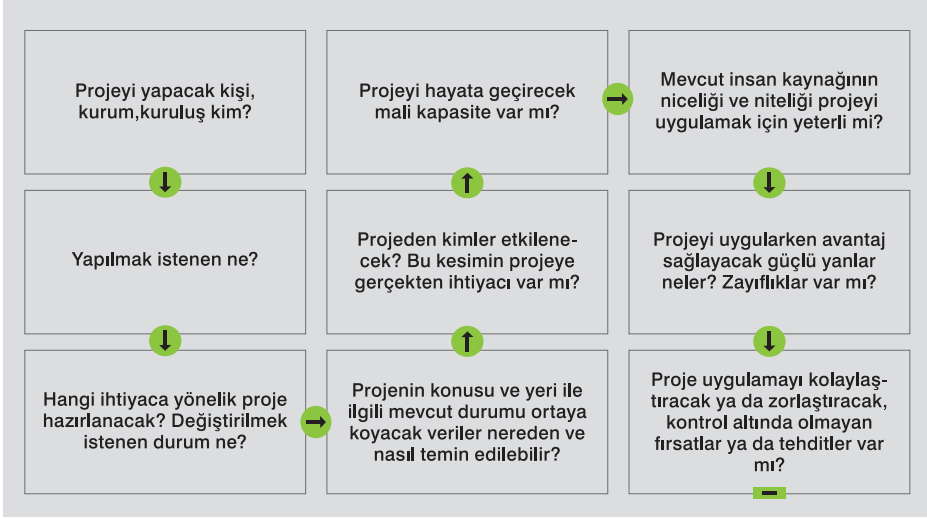 Projeyi yapacak kişi,
kurum,kuruluş kim?
Yapılmak istenen ne?
Hangi ihtiyaca yönelik proje
hazırlanacak? Değiştirilmek
istenen durum ne?
Projenin konusu ve yeri ile
ilgili mevcut durumu ortaya
koyacak veriler nereden ve
nasıl temin edilebilir?
Projeden kimler etkilene-
cek? Bu kesimin projeye
gerçekten ihtiyacı var mı?
Projeyi hayata geçirecek
mali kapasite var mı?
Mevcut insan kaynağının
niceliği ve niteliği projeyi
uygulamak için yeterli mi?
Projeyi uygularken avantaj
sağlayacak güçlü yanlar
neler? Zayıflıklar var mı?
Proje uygulamayı kolaylaş-
tıracak ya da zorlaştıracak,
kontrol altında olmayan
fırsatlar ya da tehditler var
mı?